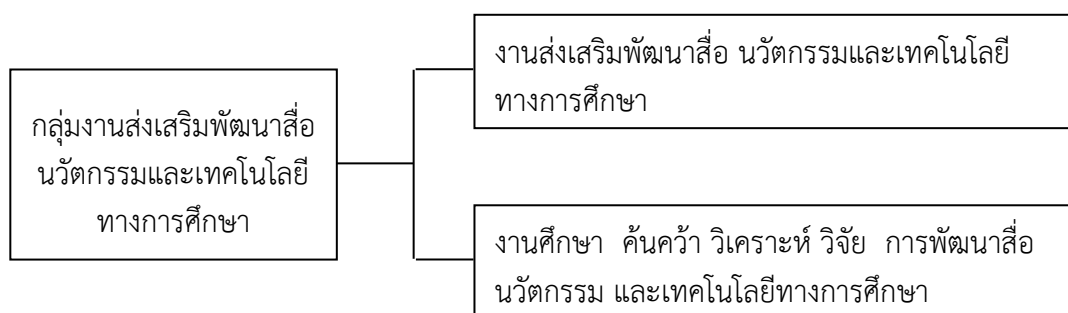 กลุ่มงานส่งเสริมพัฒนาสื่อ
นวัตกรรมและเทคโนโลยี
ทางการศึกษา
งานส่งเสริมพัฒนาสื่อ นวัตกรรมและเทคโนโลยี
ทางการศึกษา
งานศึกษา ค้นคว้า วิเคราะห์ วิจัย การพัฒนาสื่อ
นวัตกรรม และเทคโนโลยีทางการศึกษา